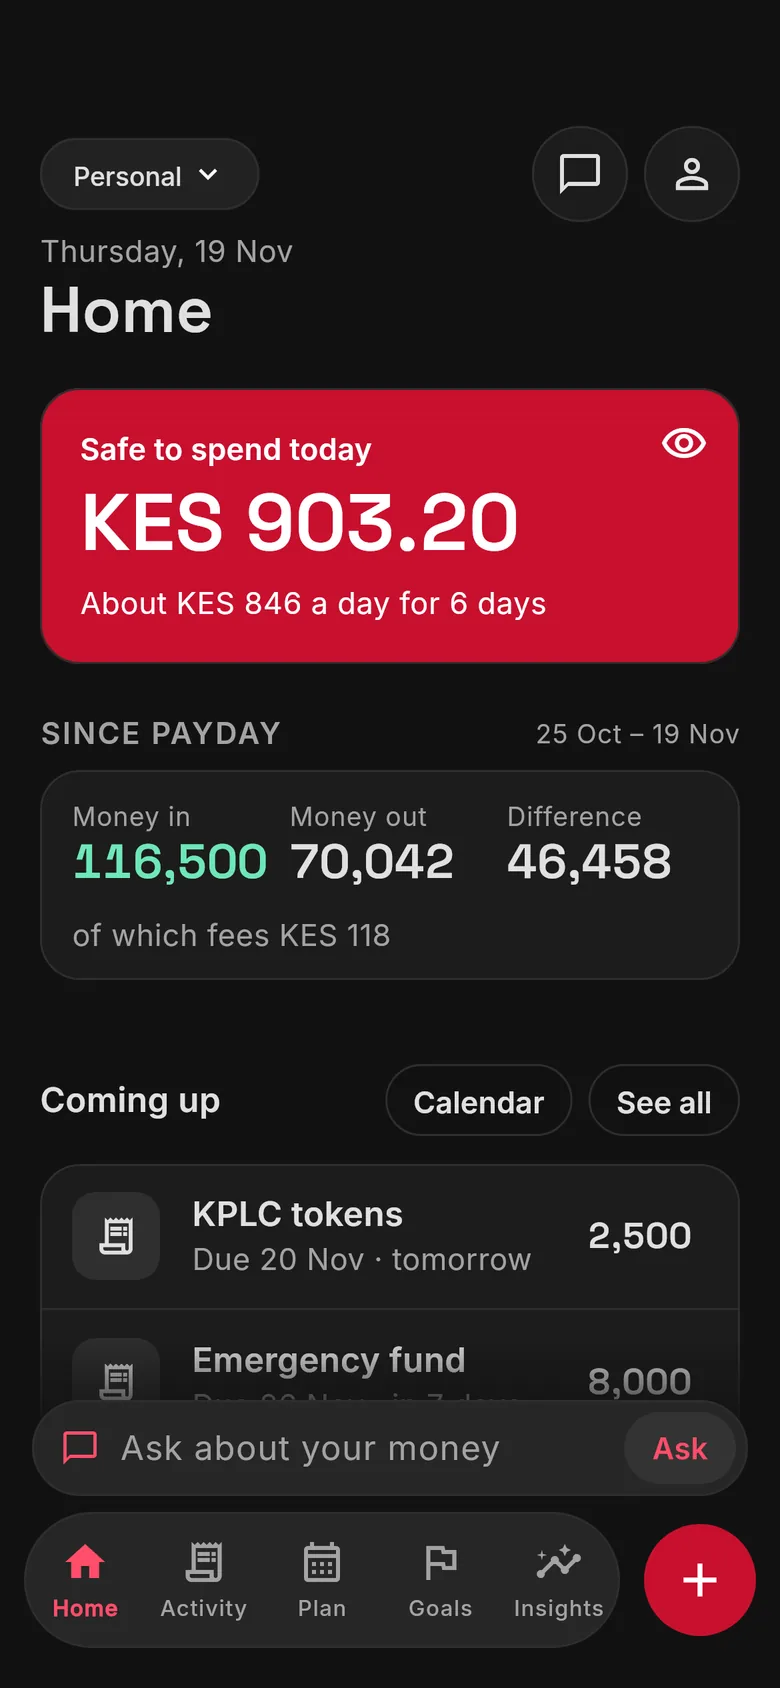 Personal
Thursday, 19 Nov
Home
Safe to spend today
KES 903.20
About KES 846 a day for 6 days
SINCE PAYDAY 25 Oct – 19 Nov
Money in Money out Difference
116,500 70,042 46,458
of which fees KES 118
Coming up Calendar See all
KPLC tokens 2,500
Due 20 Nov · tomorrow
Emergency fund 8,000
Ask about your money Ask
Home Activity Plan Goals Insights